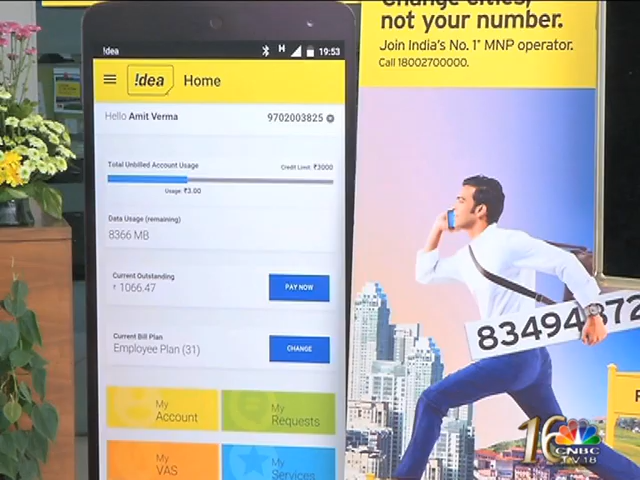 !dea
H
19:53
!dea
Home
Hello Amit Verma
9702003825
Total Unbilled Account Usage
Credit Limit: ₹3000
Usage: ₹3.00
Data Usage (remaining)
8366 MB
Current Outstanding
₹ 1066.47
PAY NOW
Current Bill Plan
Employee Plan (31)
CHANGE
My
Account
My
Requests
My
VAS
My
Services
Change cities,
not your number.
Join India's No. 1* MNP operator.
Call 18002700000.
CNBC
TV 18